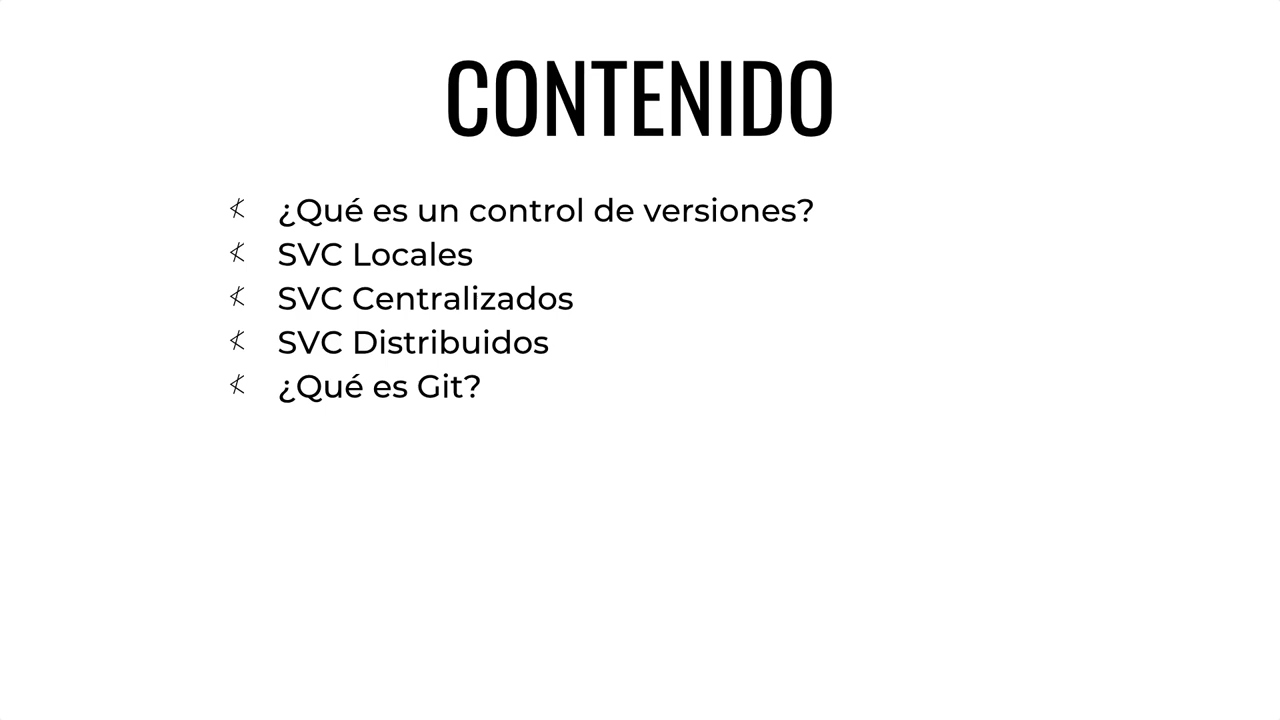 CONTENIDO
¿Qué es un control de versiones?
SVC Locales
SVC Centralizados
SVC Distribuidos
¿Qué es Git?